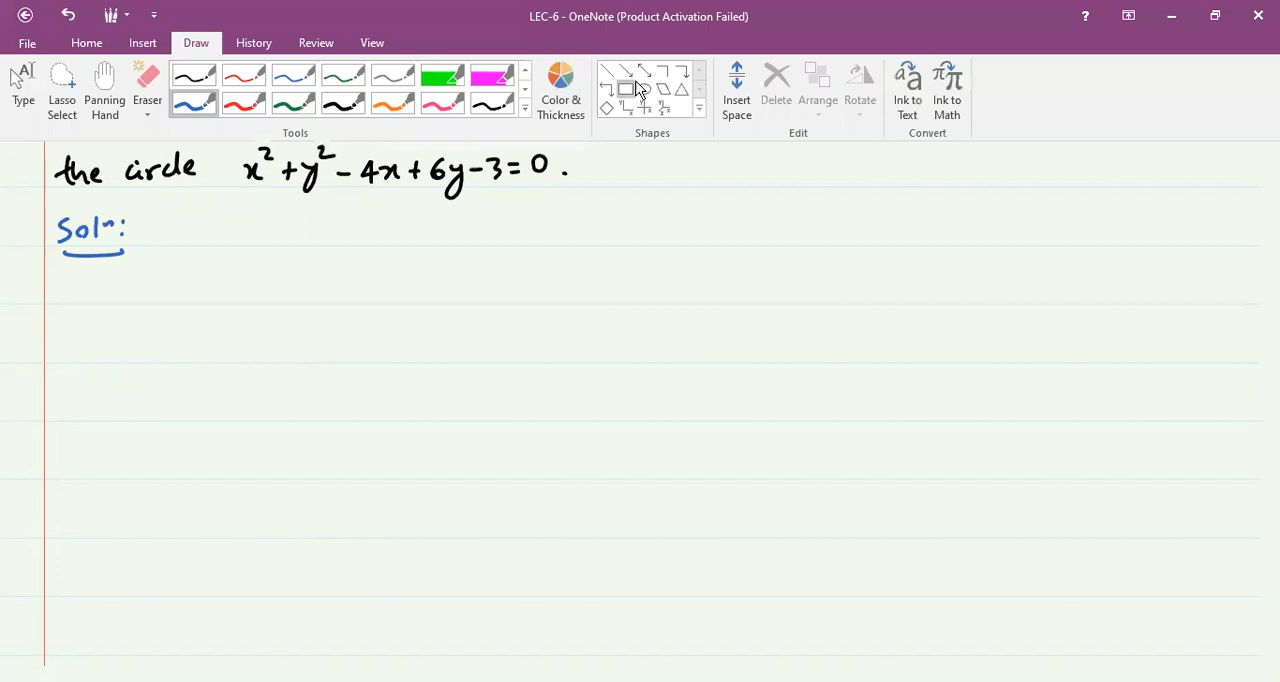 LEC-6 - OneNote (Product Activation Failed)
?
File Home Insert Draw History Review View
Type
Lasso Select
Panning Hand
Eraser
Color & Thickness
Insert Space
Delete
Arrange
Rotate
Ink to Text
Ink to Math
Tools
Shapes
Edit
Convert
the circle x² + y² - 4x + 6y - 3 = 0 .
Solⁿ: